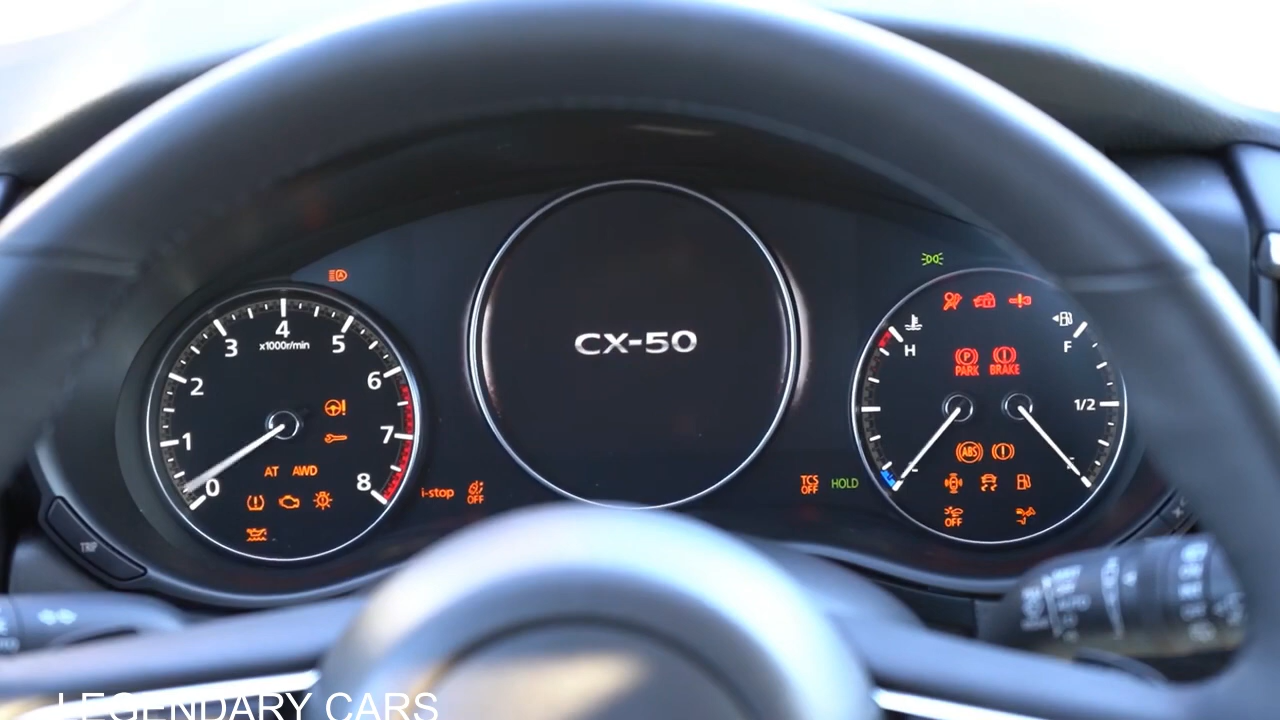 CX-50
4
3
5
x1000r/min
2
6
1
7
0
8
AT AWD
i-stop
OFF
TCS
OFF
HOLD
H
F
1/2
P
PARK
BRAKE
ABS
OFF
TRIP
LEGENDARY CARS